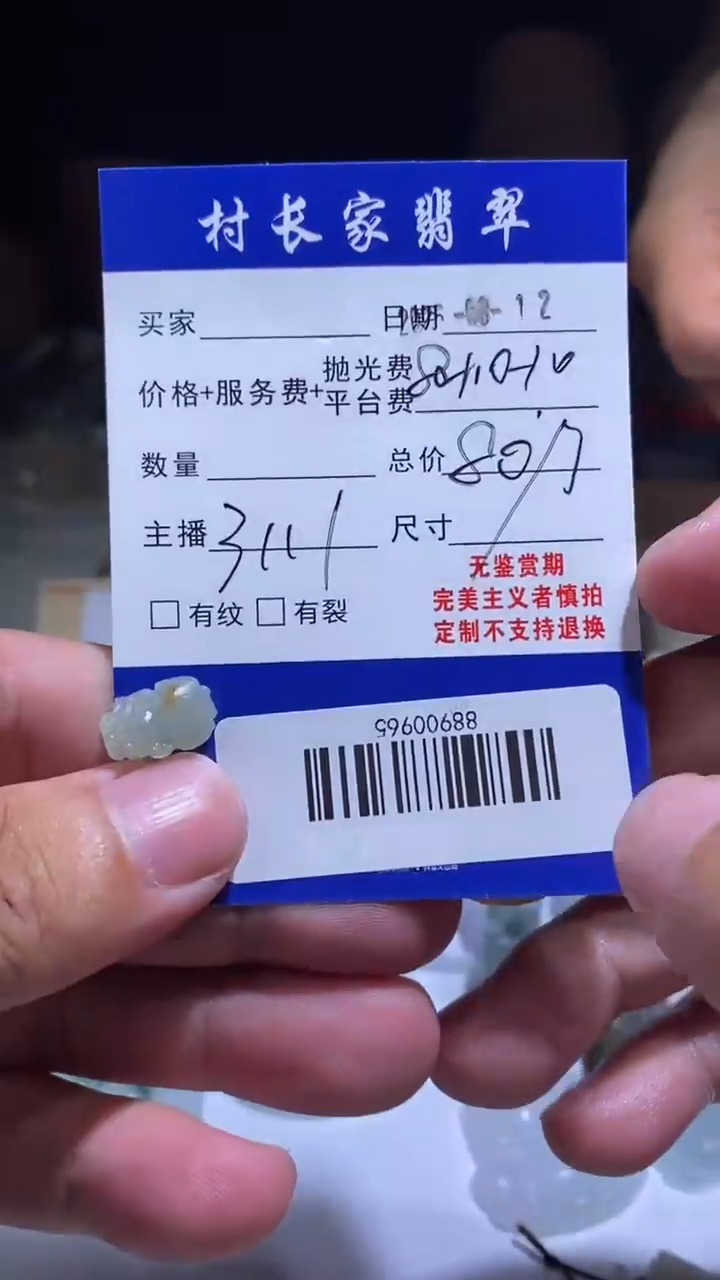 村长家翡翠
买家 日期 -12
价格+服务费+抛光费平台费
数量 总价 80
主播 尺寸
有纹 有裂
无鉴赏期
完美主义者慎拍
定制不支持退换
88900965